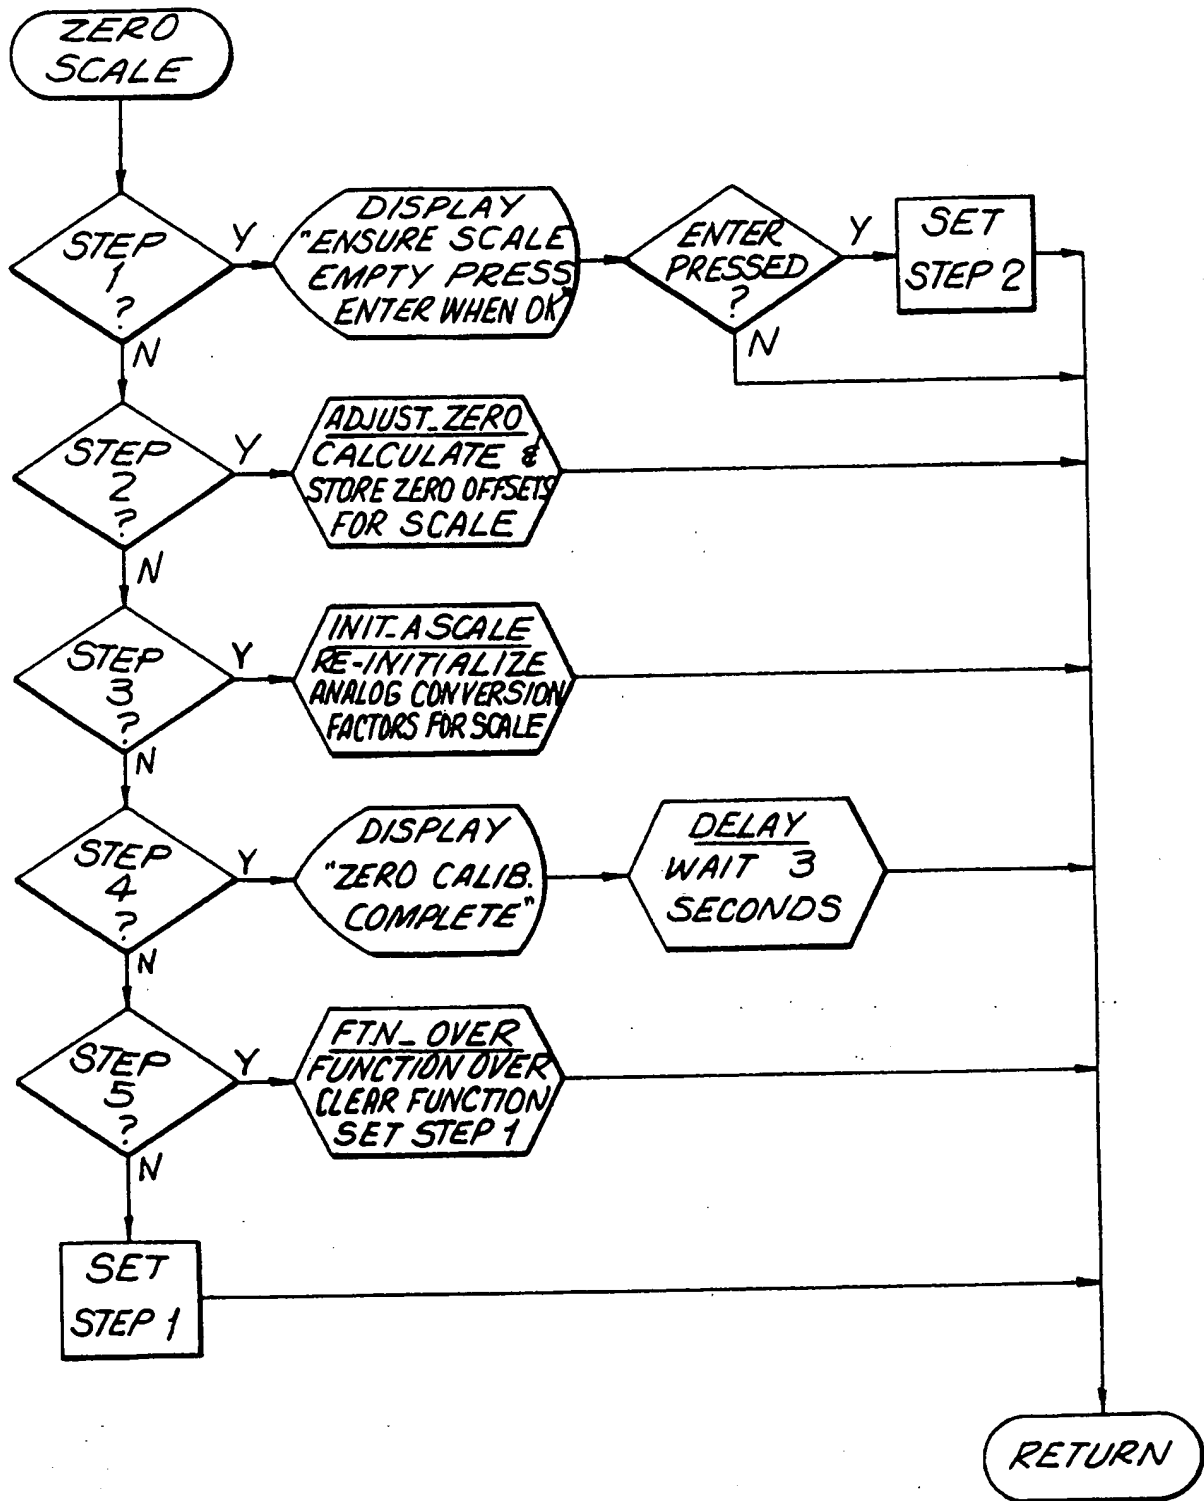 ZERO
SCALE
STEP
1
?
Y
DISPLAY
"ENSURE SCALE
EMPTY PRESS
ENTER WHEN OK"
ENTER
PRESSED
?
Y
SET
STEP 2
N
N
STEP
2
?
Y
ADJUST_ZERO
CALCULATE &
STORE ZERO OFFSETS
FOR SCALE
N
STEP
3
?
Y
INIT_A SCALE
RE-INITIALIZE
ANALOG CONVERSION
FACTORS FOR SCALE
N
STEP
4
?
Y
DISPLAY
"ZERO CALIB.
COMPLETE"
DELAY
WAIT 3
SECONDS
N
STEP
5
?
Y
FTN_OVER
FUNCTION OVER
CLEAR FUNCTION
SET STEP 1
N
SET
STEP 1
RETURN